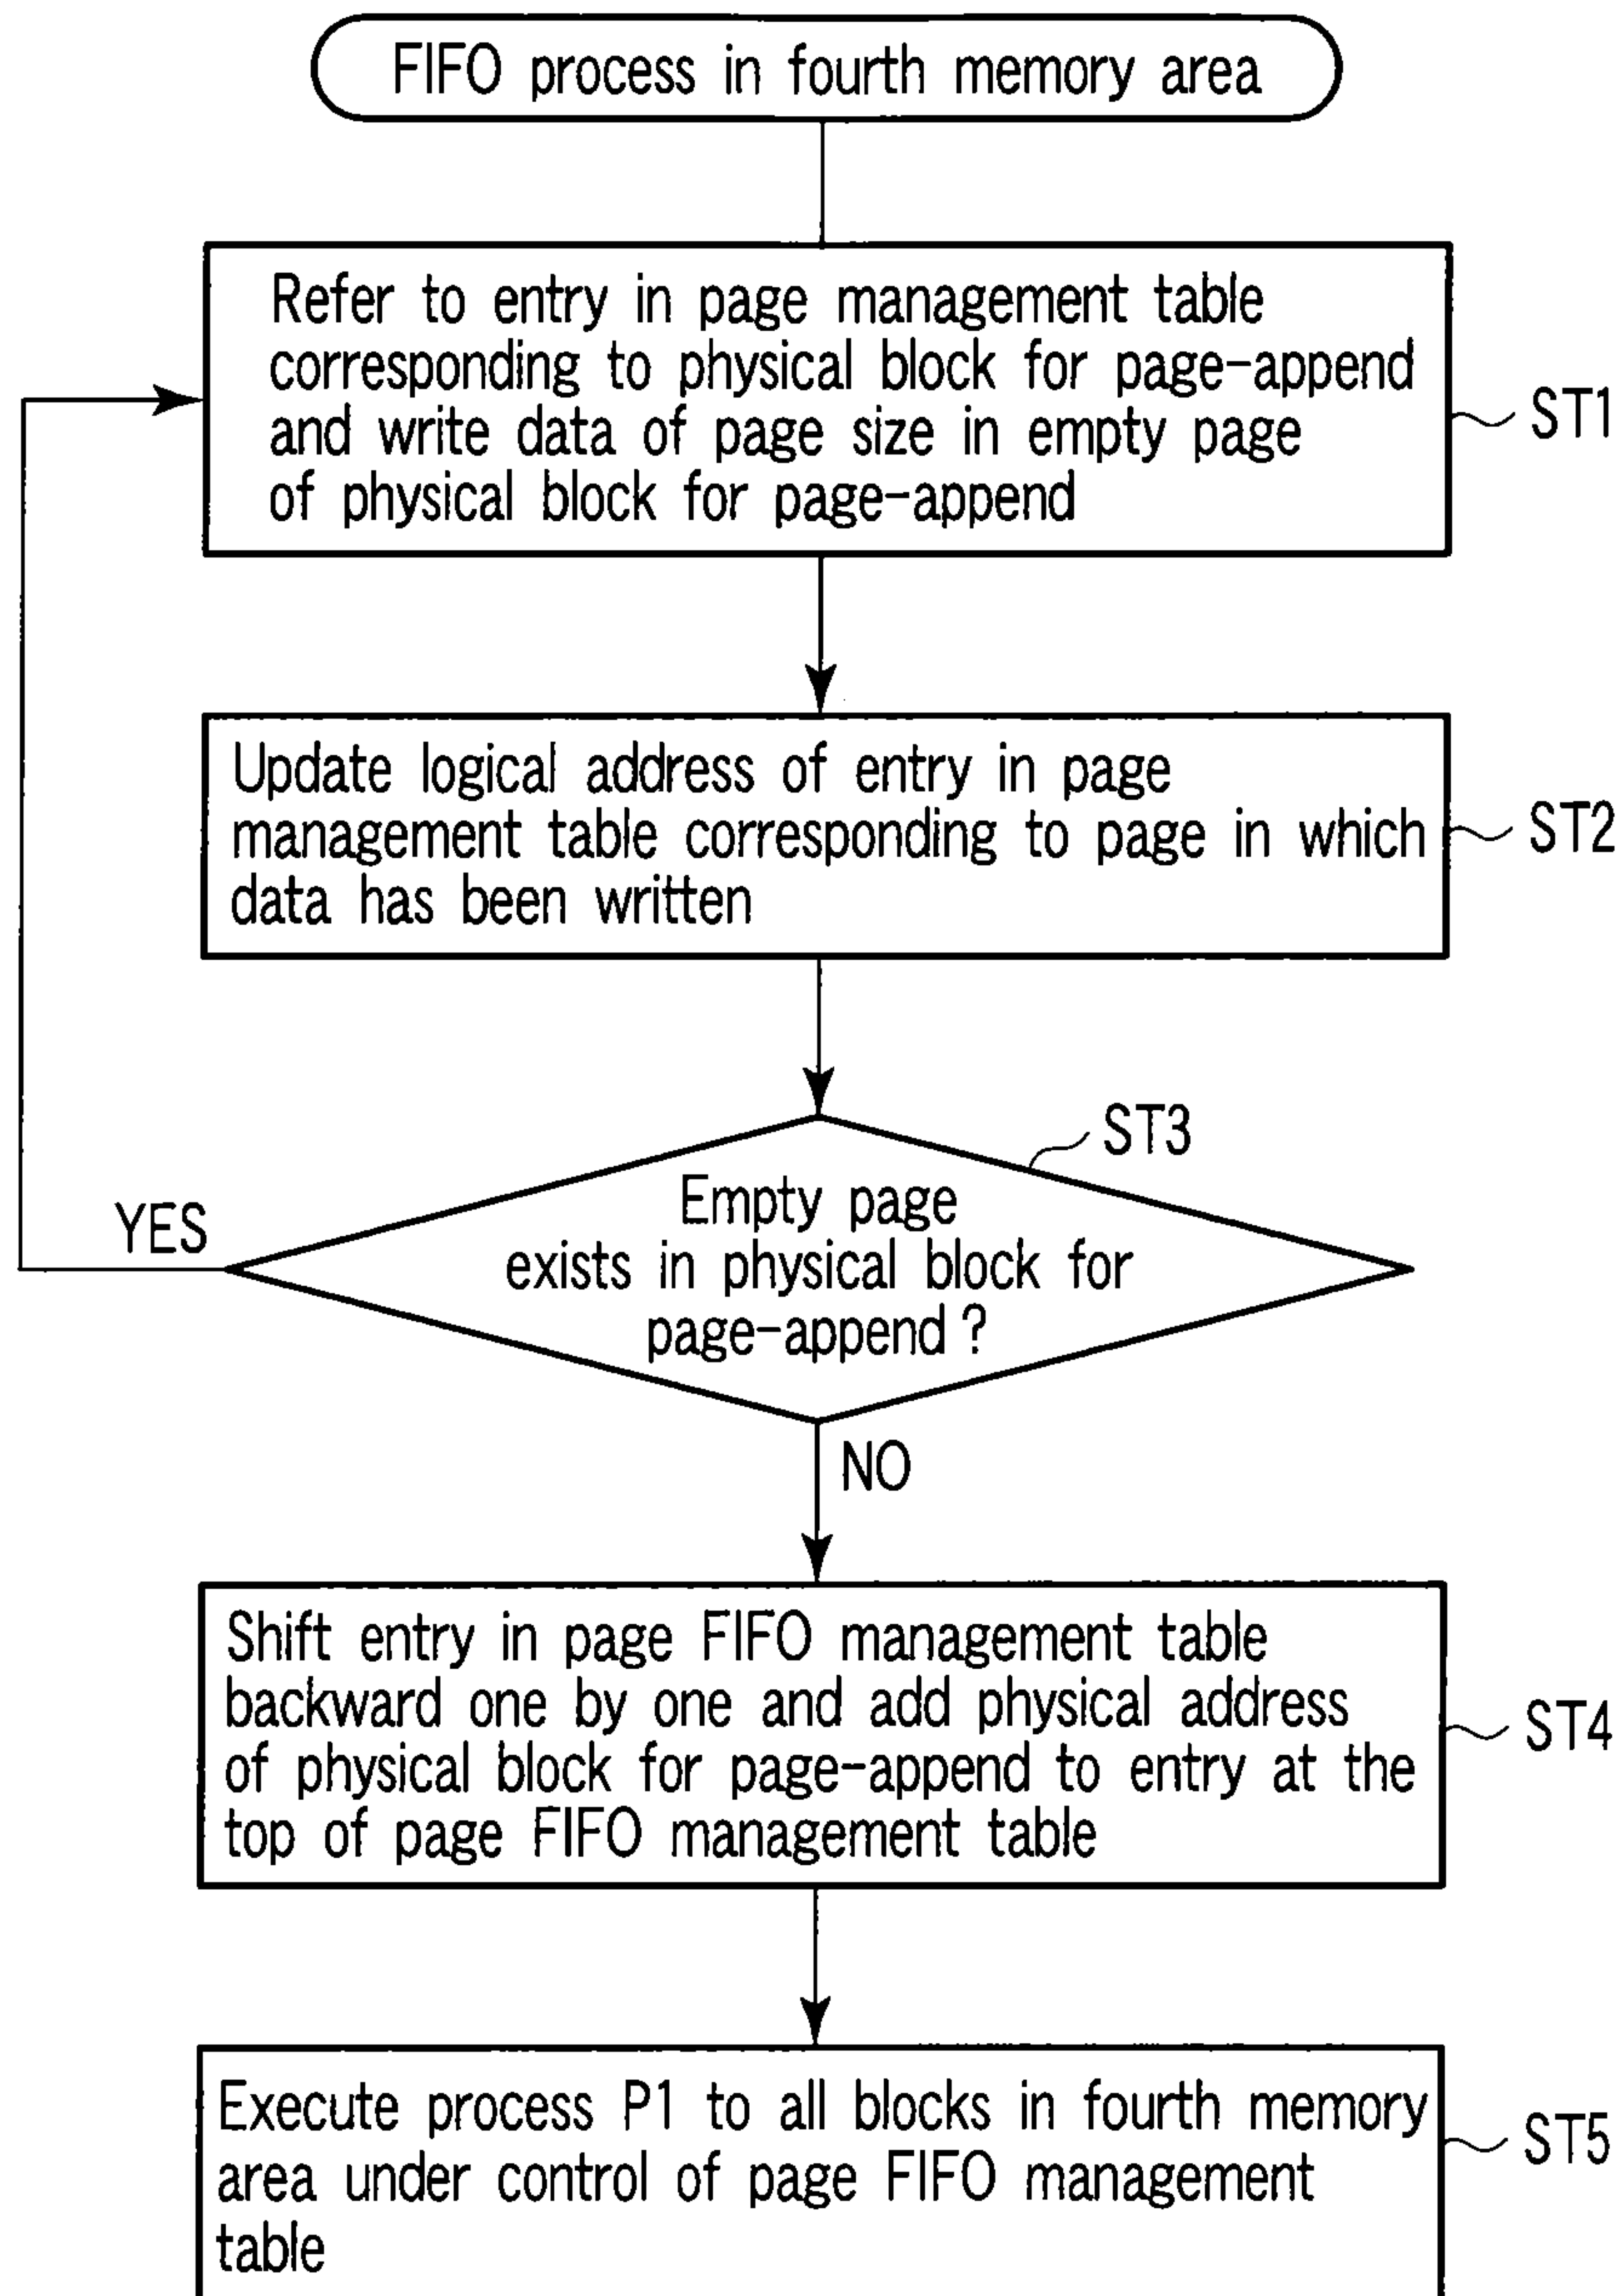 FIFO process in fourth memory area
Refer to entry in page management table
corresponding to physical block for page-append
and write data of page size in empty page
of physical block for page-append
ST1
Update logical address of entry in page
management table corresponding to page in which
data has been written
ST2
ST3
Empty page
exists in physical block for
page-append ?
YES
NO
Shift entry in page FIFO management table
backward one by one and add physical address
of physical block for page-append to entry at the
top of page FIFO management table
ST4
Execute process P1 to all blocks in fourth memory
area under control of page FIFO management
table
ST5